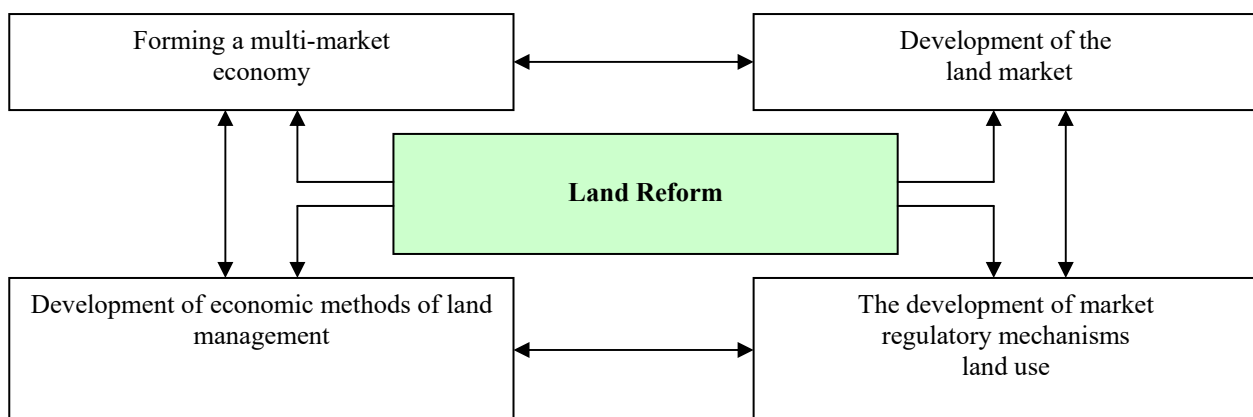 Forming a multi-market
economy
Development of the
land market
Land Reform
Development of economic methods of land
management
The development of market
regulatory mechanisms
land use